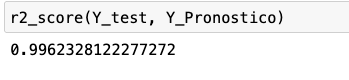 r2_score(Y_test, Y_Pronostico)
0.9962328122277272